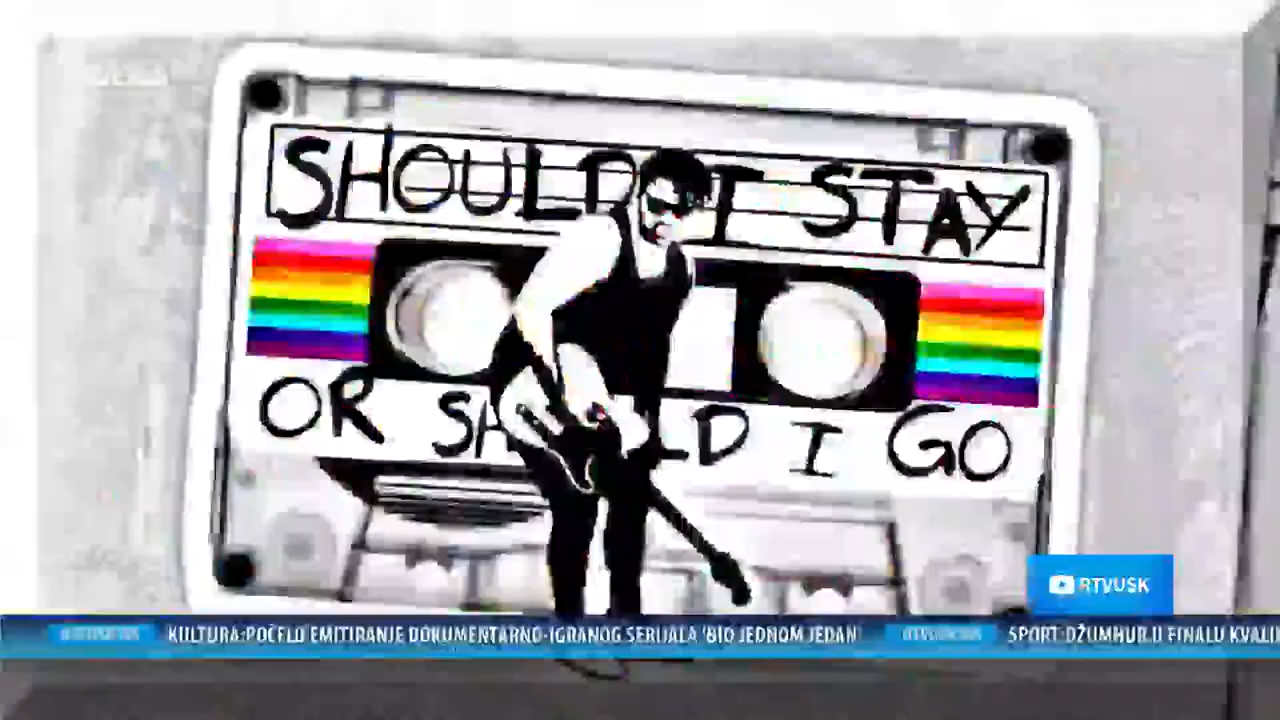 SHOULD I STAY
OR SHOULD I GO
RTVUSK
KULTURA: POČELO EMITIRANJE DOKUMENTARNO-IGRANOG SERIJALA 'BIO JEDNOM JEDAN
SPORT: DŽUMHUR U FINALU KVALI